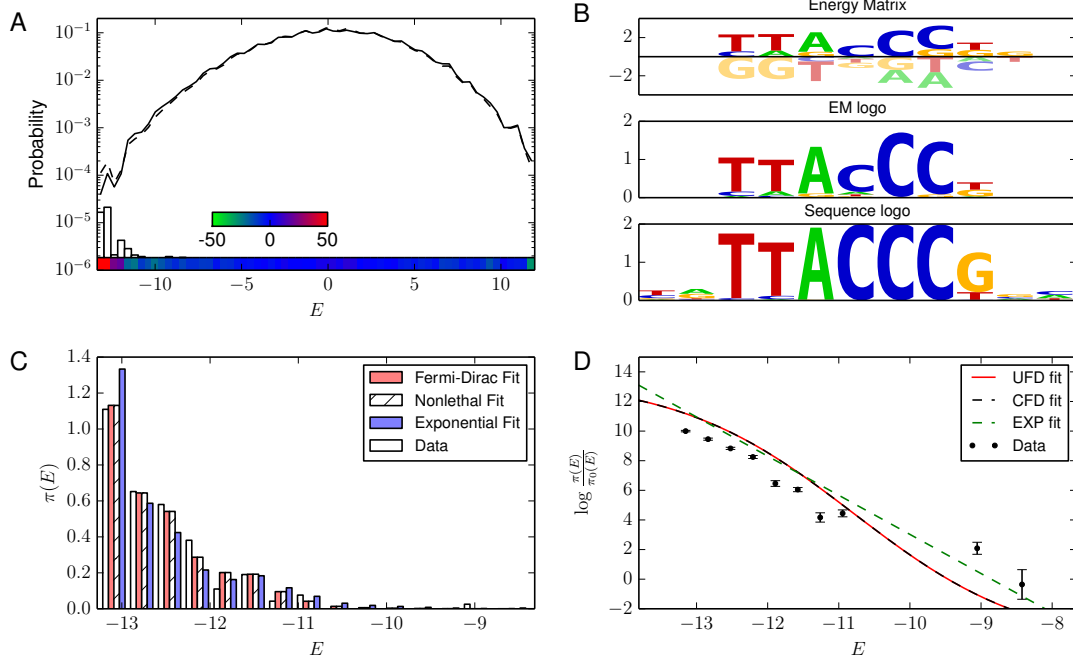 A
Probability
10⁻¹
10⁻²
10⁻³
10⁻⁴
10⁻⁵
10⁻⁶
-50 0 50
−10 −5 0 5 10
E
B
Energy Matrix
2
−2
T T A C C C T G
C A G C G G G T
G G T C T G G T A C
T G A A
EM logo
2
1
0
T T A C C C T
G
Sequence logo
2
1
0
T T A C C C G
T
C
π(E)
1.4
1.2
1.0
0.8
0.6
0.4
0.2
0.0
Fermi-Dirac Fit
Nonlethal Fit
Exponential Fit
Data
−13 −12 −11 −10 −9
E
D
log π(E)/π₀(E)
14
12
10
8
6
4
2
0
−2
UFD fit
CFD fit
EXP fit
Data
−13 −12 −11 −10 −9 −8
E